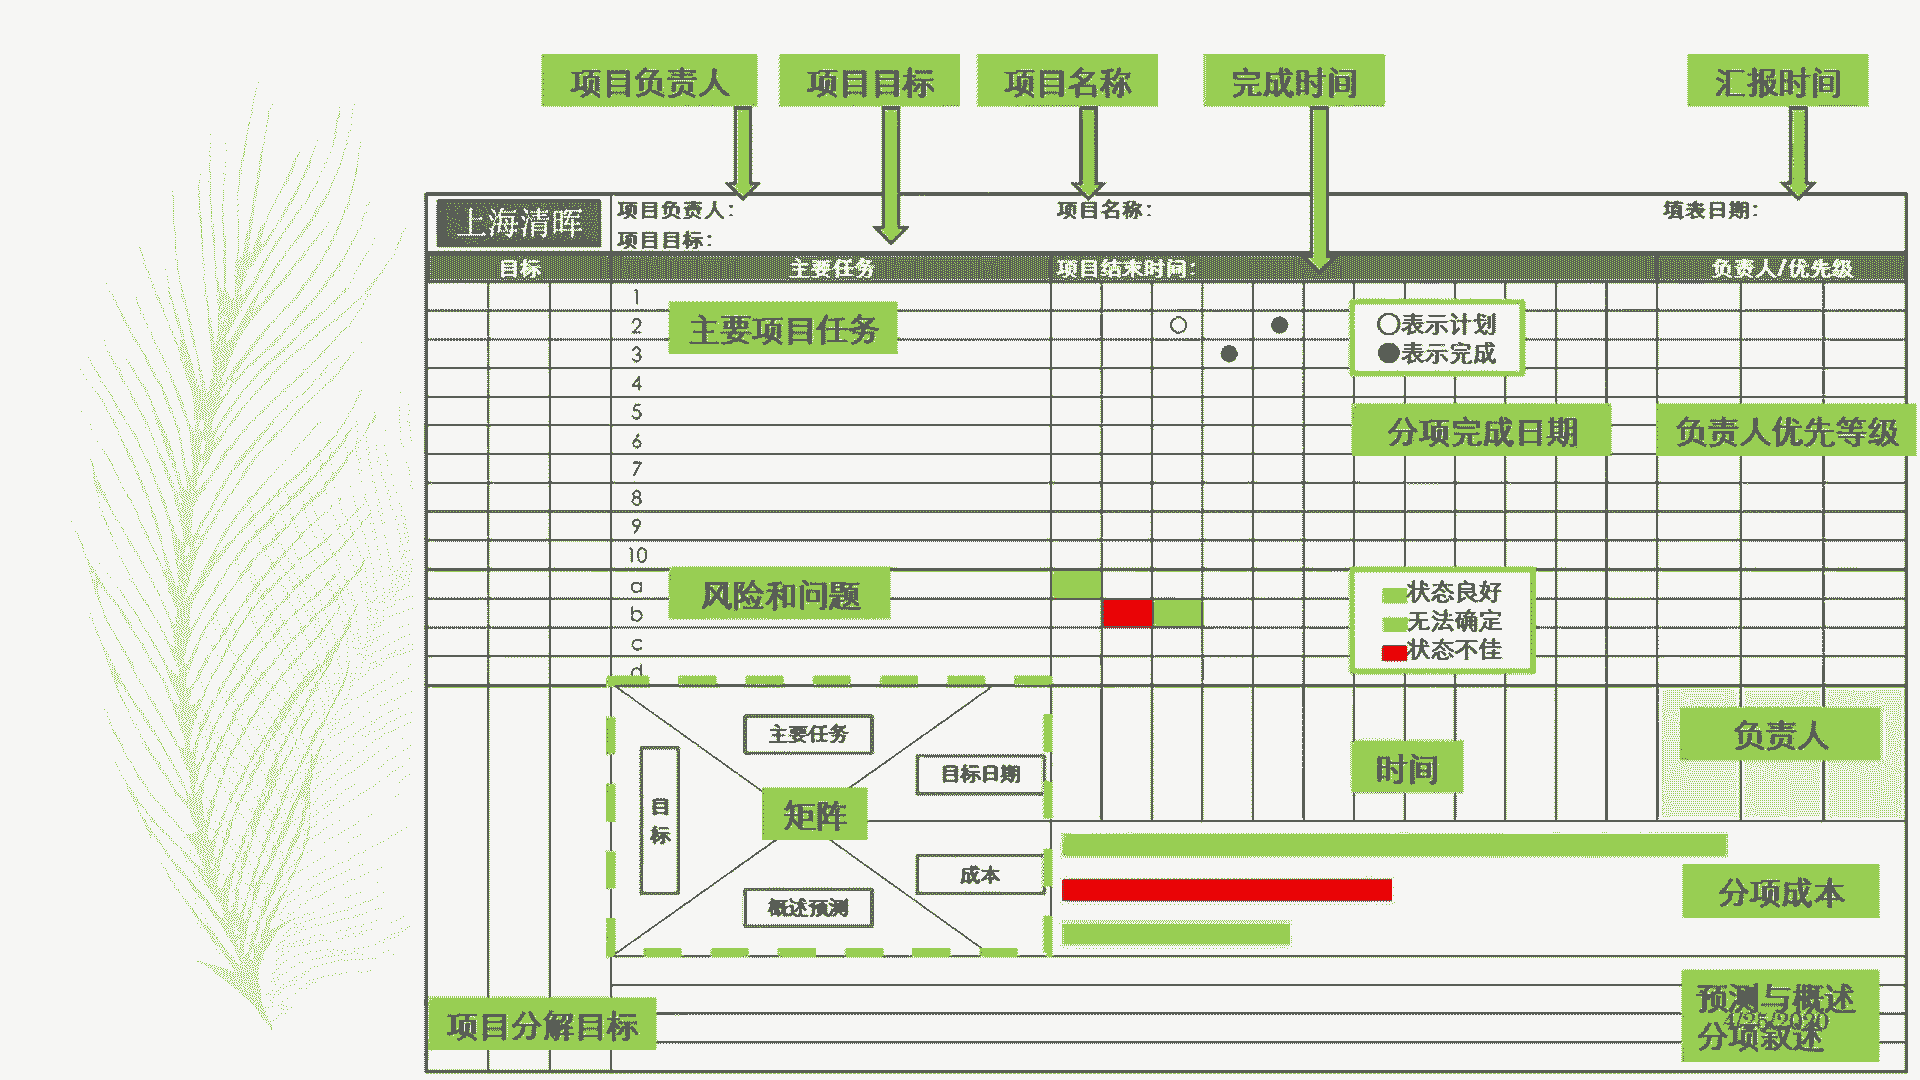 项目负责人
项目目标
项目名称
完成时间
汇报时间
上海清晖
项目负责人:
项目名称:
填表日期:
项目目标:
目标
主要任务
项目结束时间:
负责人/优先级
1
2
3
4
5
6
7
8
9
10
a
b
c
d
主要项目任务
○表示计划
●表示完成
分项完成日期
负责人优先等级
风险和问题
状态良好
无法确定
状态不佳
主要任务
目标日期
目标
矩阵
成本
概述预测
时间
负责人
分项成本
项目分解目标
预测与概述
4/25/2020
分项叙述